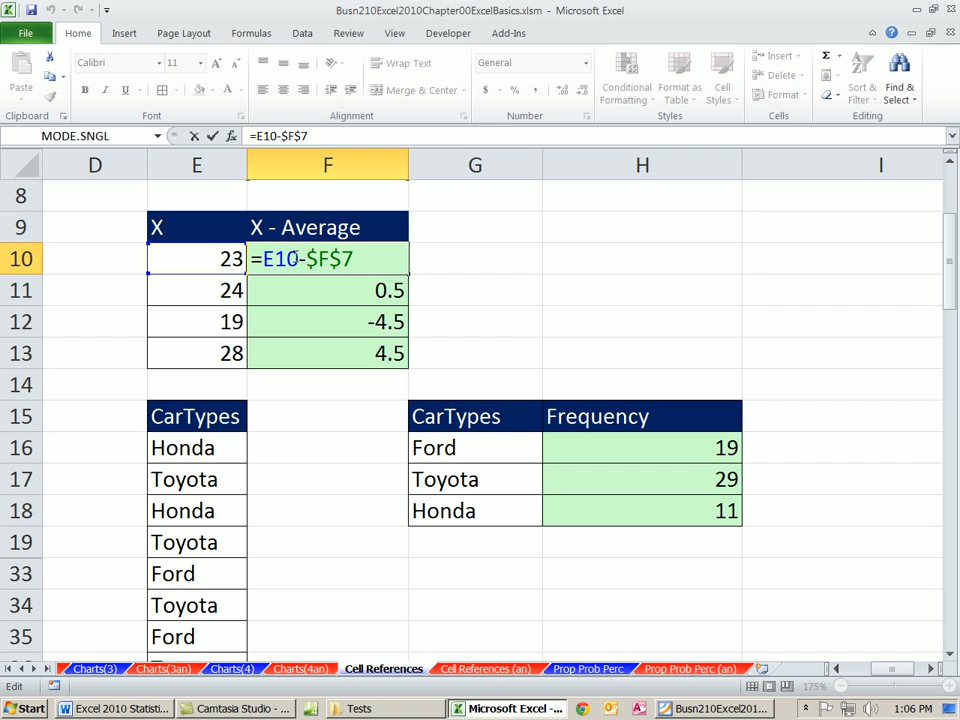 Busn210Excel2010Chapter00ExcelBasics.xlsm - Microsoft Excel
File Home Insert Page Layout Formulas Data Review View Developer Add-Ins
Paste
Calibri 11
General
Wrap Text
Merge & Center
Conditional Formatting
Format as Table
Cell Styles
Insert
Delete
Format
Sort & Filter
Find & Select
Clipboard Font Alignment Number Styles Cells Editing
MODE.SNGL =E10-$F$7
D E F G H I
8
9 X X - Average
10 23 =E10-$F$7
11 24 0.5
12 19 -4.5
13 28 4.5
14
15 CarTypes CarTypes Frequency
16 Honda Ford 19
17 Toyota Toyota 29
18 Honda Honda 11
19 Toyota
33 Ford
34 Toyota
35 Ford
Charts(3) Charts(3an) Charts(4) Charts(4an) Cell References Cell References (an) Prop Prob Perc Prop Prob Perc (an)
Edit 175%
Start Excel 2010 Statisti... Camtasia Studio - ... Tests Microsoft Excel -... Busn210Excel201... 1:06 PM